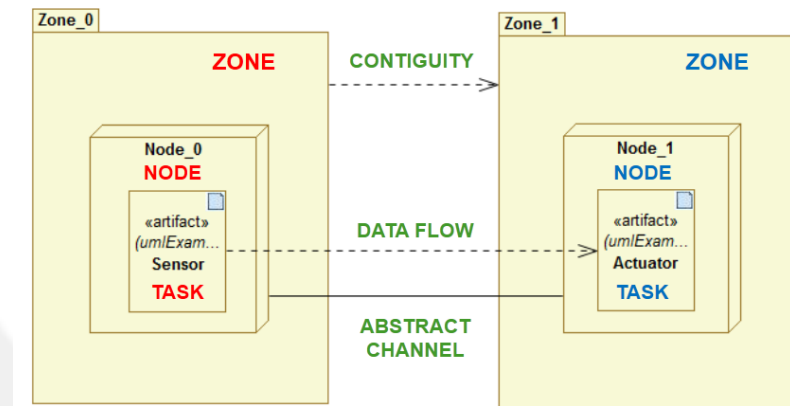 Zone_0
Zone_1
ZONE
CONTIGUITY
ZONE
Node_0
NODE
Node_1
NODE
«artifact»
(umlExam...
Sensor
TASK
DATA FLOW
«artifact»
(umlExam...
Actuator
TASK
ABSTRACT
CHANNEL